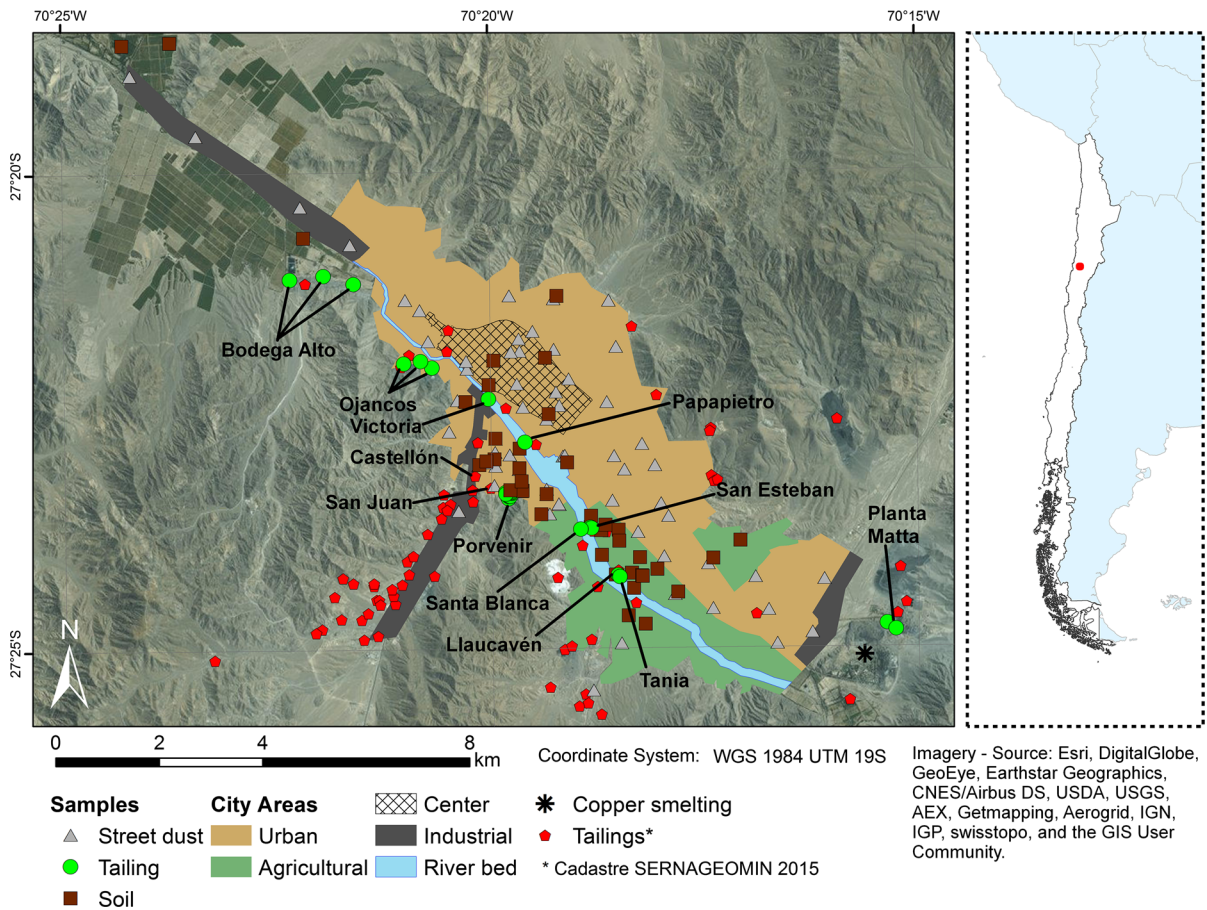 70°25'W
70°20'W
70°15'W
27°20'S
27°25'S
Bodega Alto
Ojancos
Victoria
Castellón
San Juan
Porvenir
Santa Blanca
Llaucavén
Tania
Papapietro
San Esteban
Planta
Matta
N
0 2 4 8
km
Coordinate System: WGS 1984 UTM 19S
Imagery - Source: Esri, DigitalGlobe,
GeoEye, Earthstar Geographics,
CNES/Airbus DS, USDA, USGS,
AEX, Getmapping, Aerogrid, IGN,
IGP, swisstopo, and the GIS User
Community.
Samples
Street dust
Tailing
Soil
City Areas
Urban
Agricultural
Center
Industrial
River bed
Copper smelting
Tailings*
* Cadastre SERNAGEOMIN 2015